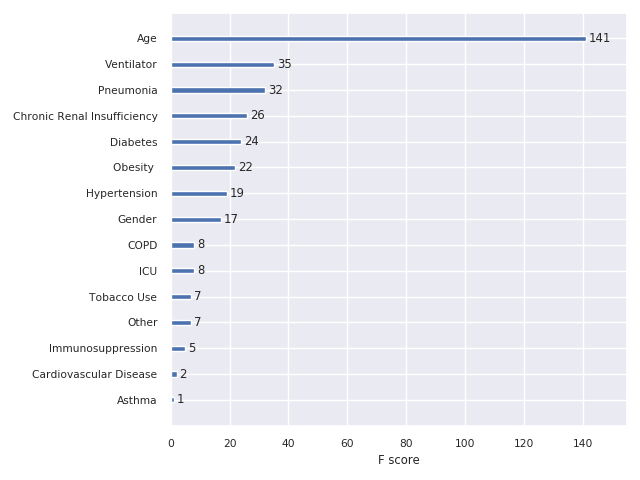 Age 141
Ventilator 35
Pneumonia 32
Chronic Renal Insufficiency 26
Diabetes 24
Obesity 22
Hypertension 19
Gender 17
COPD 8
ICU 8
Tobacco Use 7
Other 7
Immunosuppression 5
Cardiovascular Disease 2
Asthma 1
0 20 40 60 80 100 120 140
F score